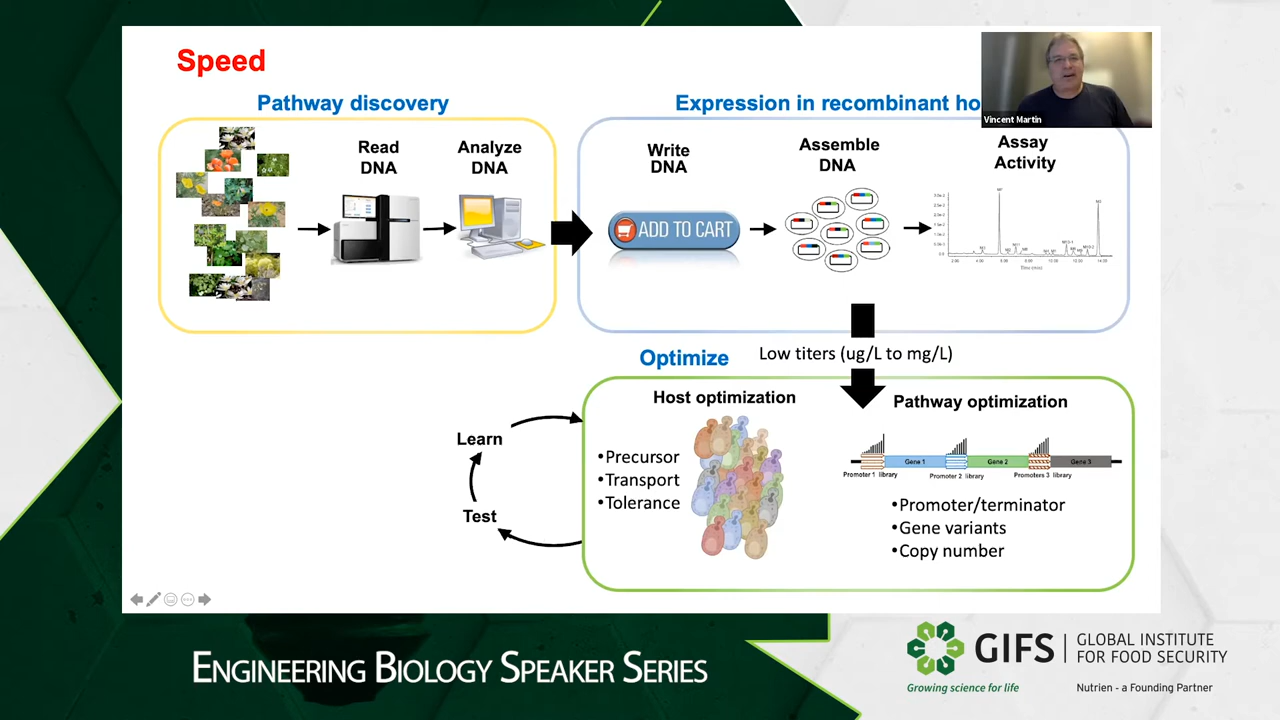 Speed
Pathway discovery
Read
DNA
Analyze
DNA
Expression in recombinant ho
Write
DNA
ADD TO CART
Assemble
DNA
Assay
Activity
Time (min)
Vincent Martin
Optimize
Low titers (ug/L to mg/L)
Learn
Test
Host optimization
•Precursor
•Transport
•Tolerance
Pathway optimization
Gene 1
Gene 2
Gene 3
Promoter 1 library
Promoter 2 library
Promoters 3 library
•Promoter/terminator
•Gene variants
•Copy number
ENGINEERING BIOLOGY SPEAKER SERIES
GIFS
GLOBAL INSTITUTE
FOR FOOD SECURITY
Growing science for life
Nutrien - a Founding Partner